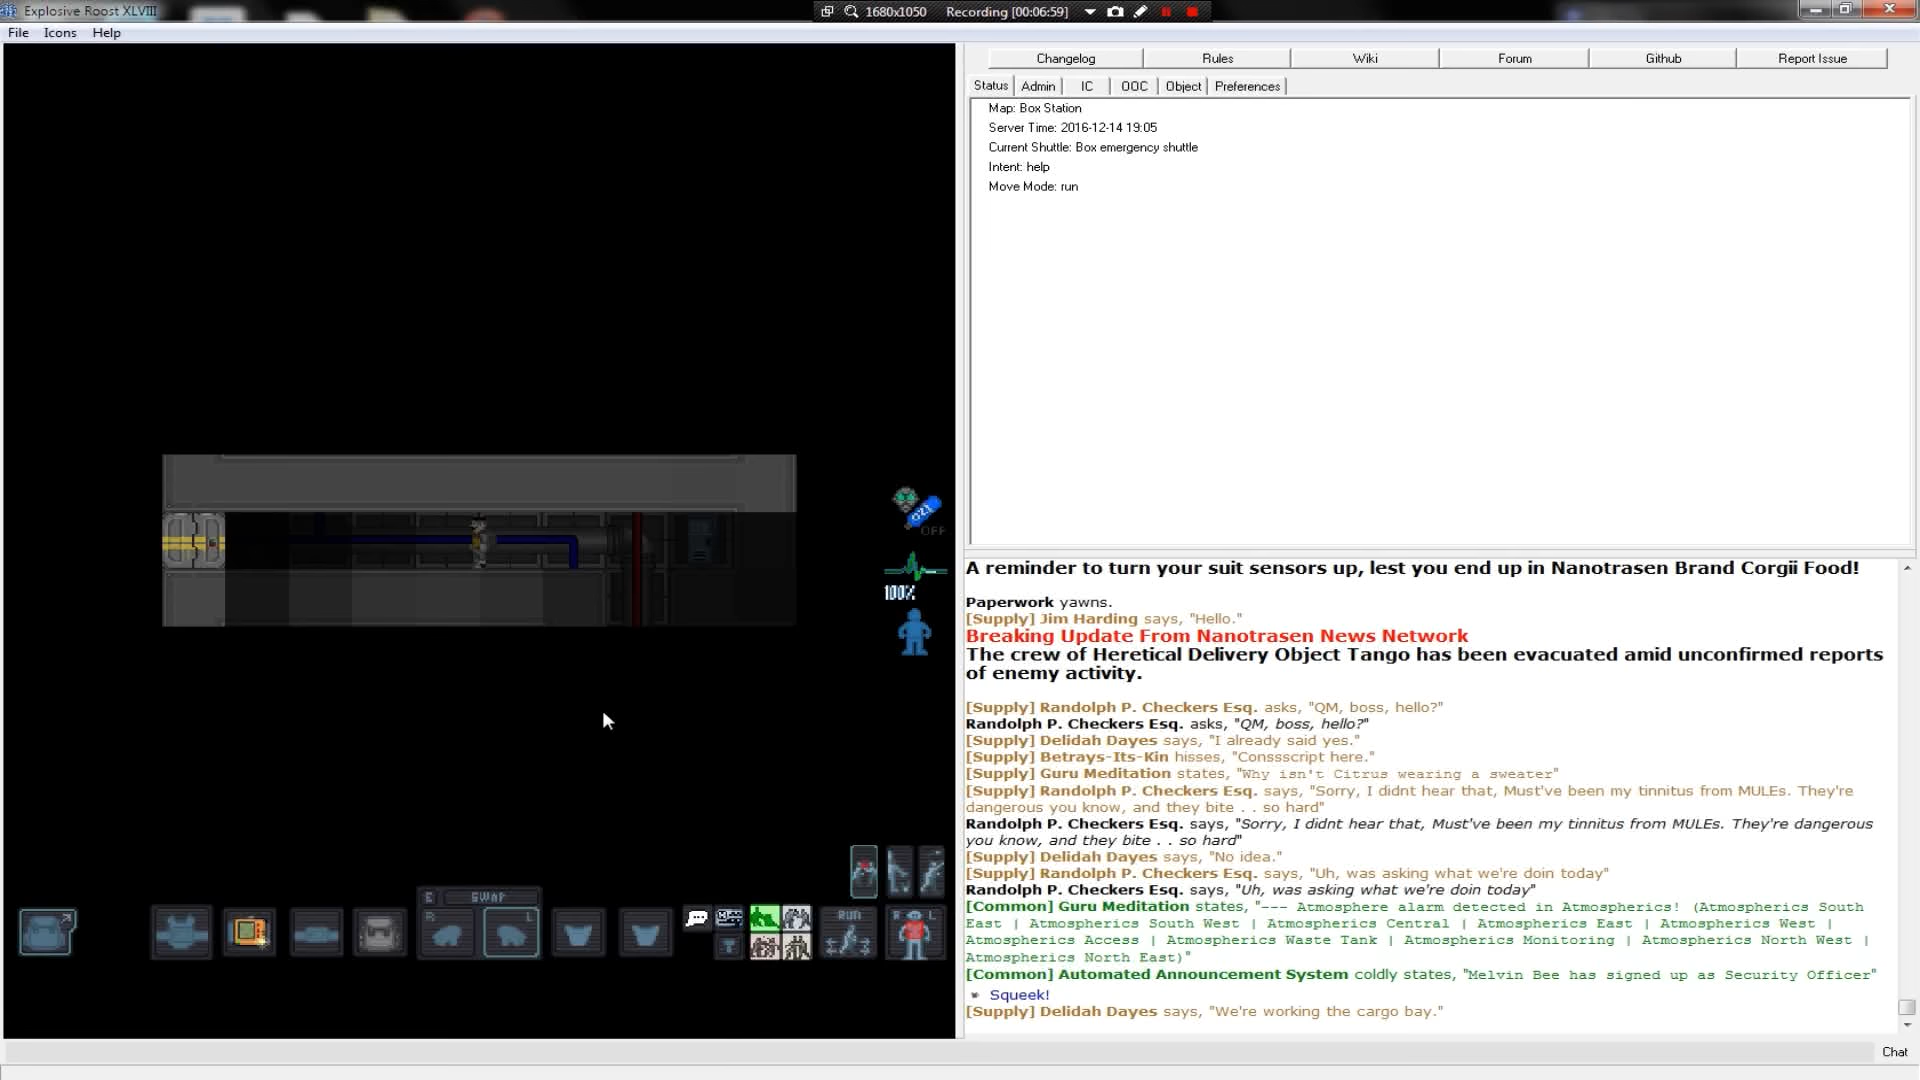 Explosive Roost XLVIII
1680x1050 Recording [00:06:59]
File Icons Help
Changelog Rules Wiki Forum Github Report Issue
Status Admin IC OOC Object Preferences
Map: Box Station
Server Time: 2016-12-14 19:05
Current Shuttle: Box emergency shuttle
Intent: help
Move Mode: run
OFF
100%
A reminder to turn your suit sensors up, lest you end up in Nanotrasen Brand Corgii Food!
Paperwork yawns.
[Supply] Jim Harding says, "Hello."
Breaking Update From Nanotrasen News Network
The crew of Heretical Delivery Object Tango has been evacuated amid unconfirmed reports
of enemy activity.
[Supply] Randolph P. Checkers Esq. asks, "QM, boss, hello?"
Randolph P. Checkers Esq. asks, "QM, boss, hello?"
[Supply] Delidah Dayes says, "I already said yes."
[Supply] Betrays-Its-Kin hisses, "Consssscript here."
[Supply] Guru Meditation states, "Why isn't Citrus wearing a sweater"
[Supply] Randolph P. Checkers Esq. says, "Sorry, I didnt hear that, Must've been my tinnitus from MULEs. They're
dangerous you know, and they bite . . so hard"
Randolph P. Checkers Esq. says, "Sorry, I didnt hear that, Must've been my tinnitus from MULEs. They're dangerous
you know, and they bite . . so hard"
[Supply] Delidah Dayes says, "No idea."
[Supply] Randolph P. Checkers Esq. says, "Uh, was asking what we're doin today"
Randolph P. Checkers Esq. says, "Uh, was asking what we're doin today"
[Common] Guru Meditation states, "--- Atmosphere alarm detected in Atmospherics! (Atmospherics South
East | Atmospherics South West | Atmospherics Central | Atmospherics East | Atmospherics West |
Atmospherics Access | Atmospherics Waste Tank | Atmospherics Monitoring | Atmospherics North West |
Atmospherics North East)"
[Common] Automated Announcement System coldly states, "Melvin Bee has signed up as Security Officer"
Squeek!
[Supply] Delidah Dayes says, "We're working the cargo bay."
E SWAP
R L
RUN
R L
Chat